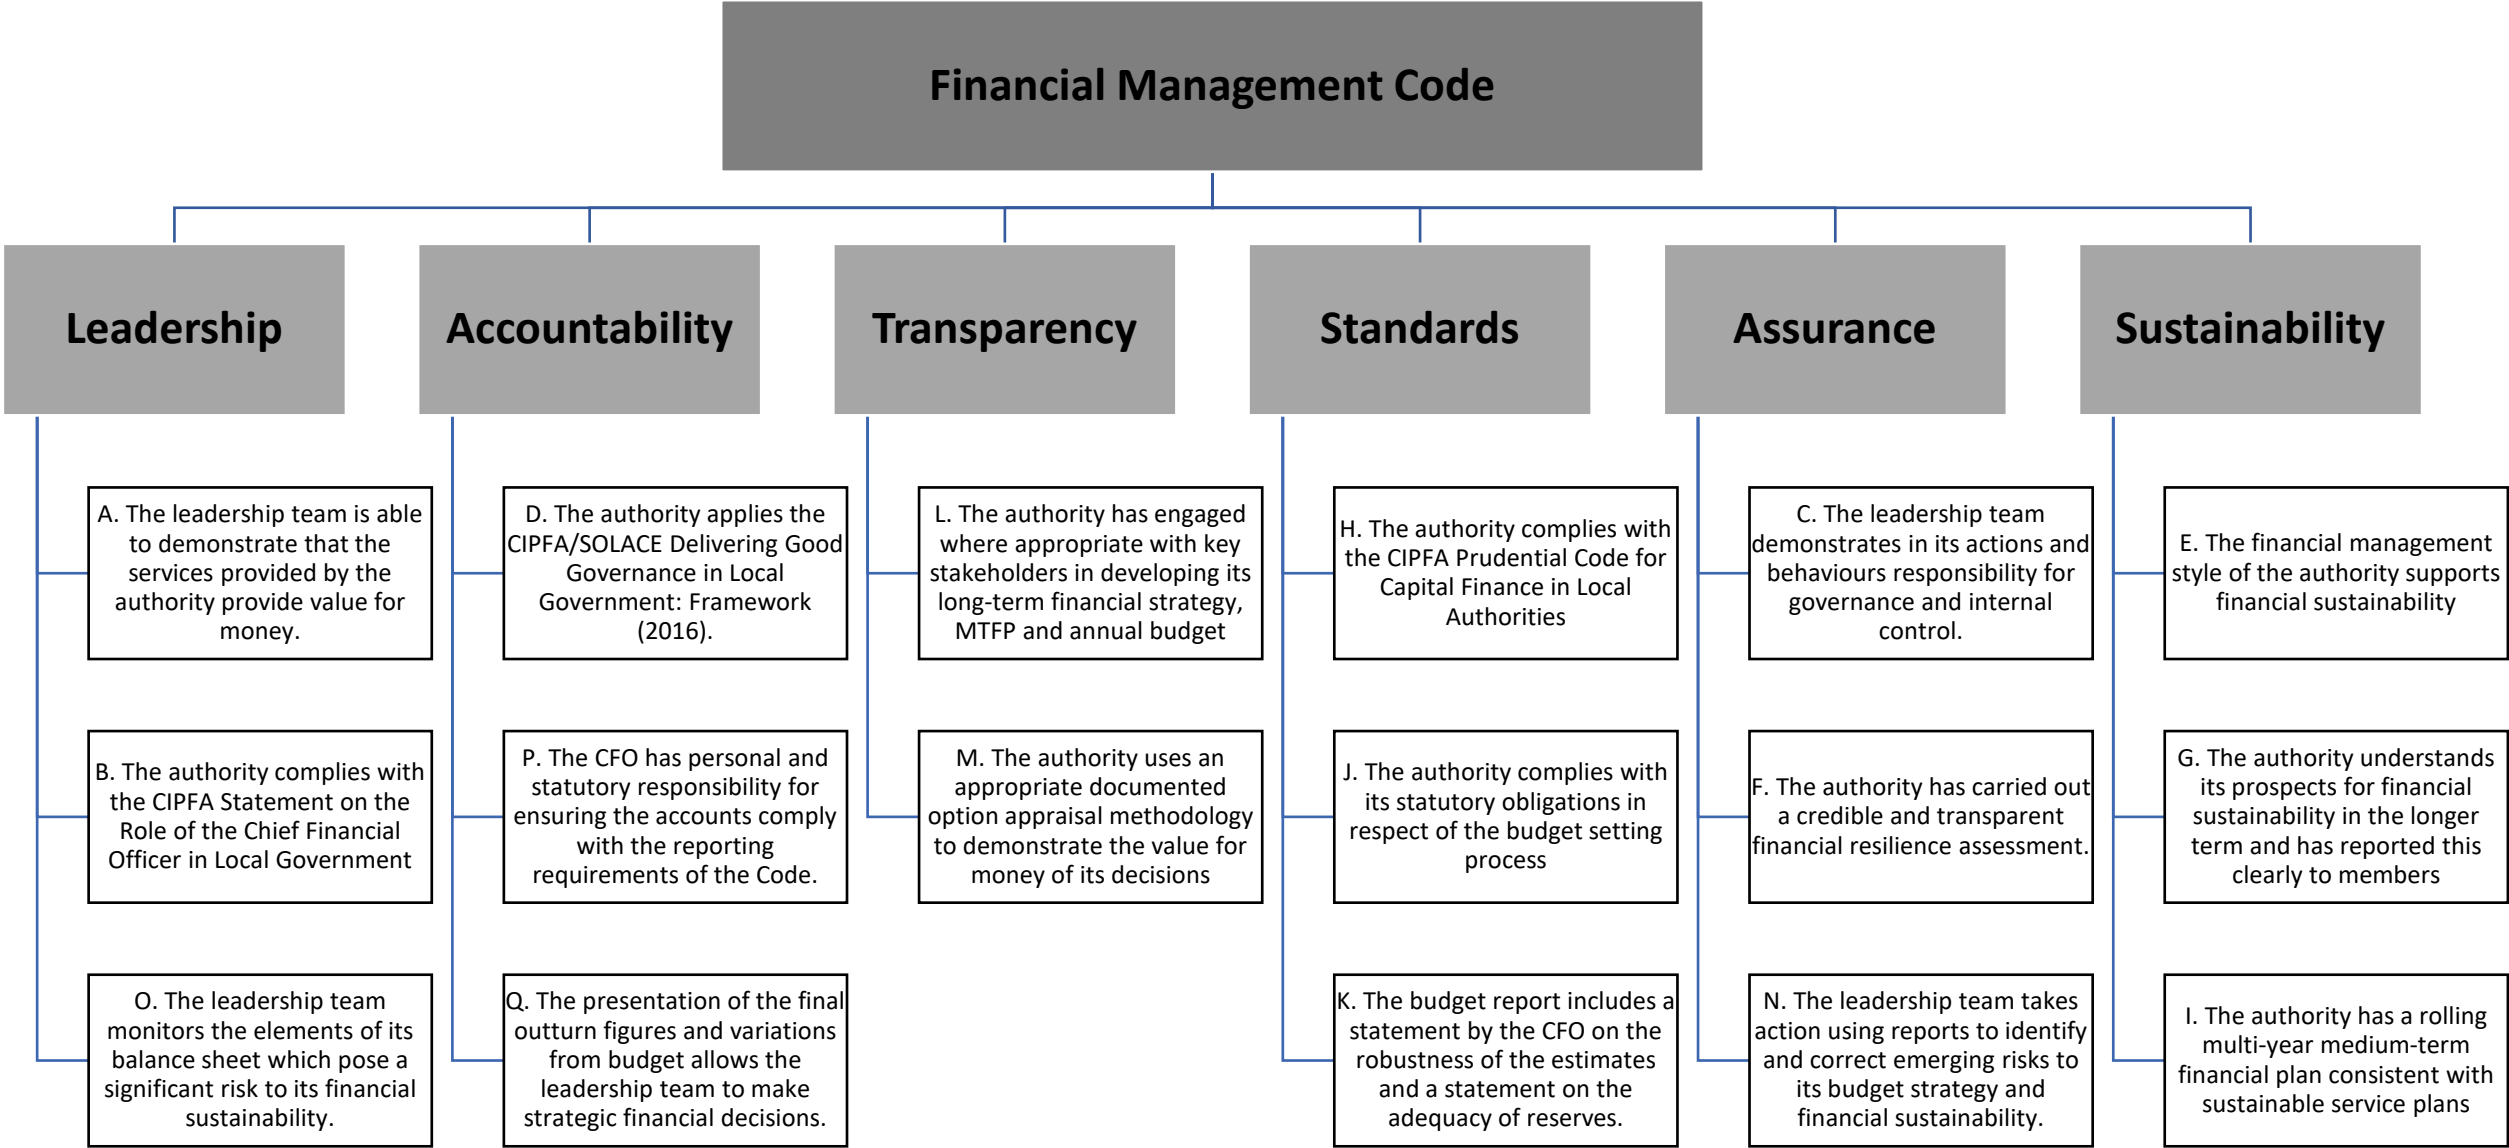 Financial Management Code
Leadership
Accountability
Transparency
Standards
Assurance
Sustainability
A. The leadership team is able
to demonstrate that the
services provided by the
authority provide value for
money.
B. The authority complies with
the CIPFA Statement on the
Role of the Chief Financial
Officer in Local Government
O. The leadership team
monitors the elements of its
balance sheet which pose a
significant risk to its financial
sustainability.
D. The authority applies the
CIPFA/SOLACE Delivering Good
Governance in Local
Government: Framework
(2016).
P. The CFO has personal and
statutory responsibility for
ensuring the accounts comply
with the reporting
requirements of the Code.
Q. The presentation of the final
outturn figures and variations
from budget allows the
leadership team to make
strategic financial decisions.
L. The authority has engaged
where appropriate with key
stakeholders in developing its
long-term financial strategy,
MTFP and annual budget
M. The authority uses an
appropriate documented
option appraisal methodology
to demonstrate the value for
money of its decisions
H. The authority complies with
the CIPFA Prudential Code for
Capital Finance in Local
Authorities
J. The authority complies with
its statutory obligations in
respect of the budget setting
process
K. The budget report includes a
statement by the CFO on the
robustness of the estimates
and a statement on the
adequacy of reserves.
C. The leadership team
demonstrates in its actions and
behaviours responsibility for
governance and internal
control.
F. The authority has carried out
a credible and transparent
financial resilience assessment.
N. The leadership team takes
action using reports to identify
and correct emerging risks to
its budget strategy and
financial sustainability.
E. The financial management
style of the authority supports
financial sustainability
G. The authority understands
its prospects for financial
sustainability in the longer
term and has reported this
clearly to members
I. The authority has a rolling
multi-year medium-term
financial plan consistent with
sustainable service plans